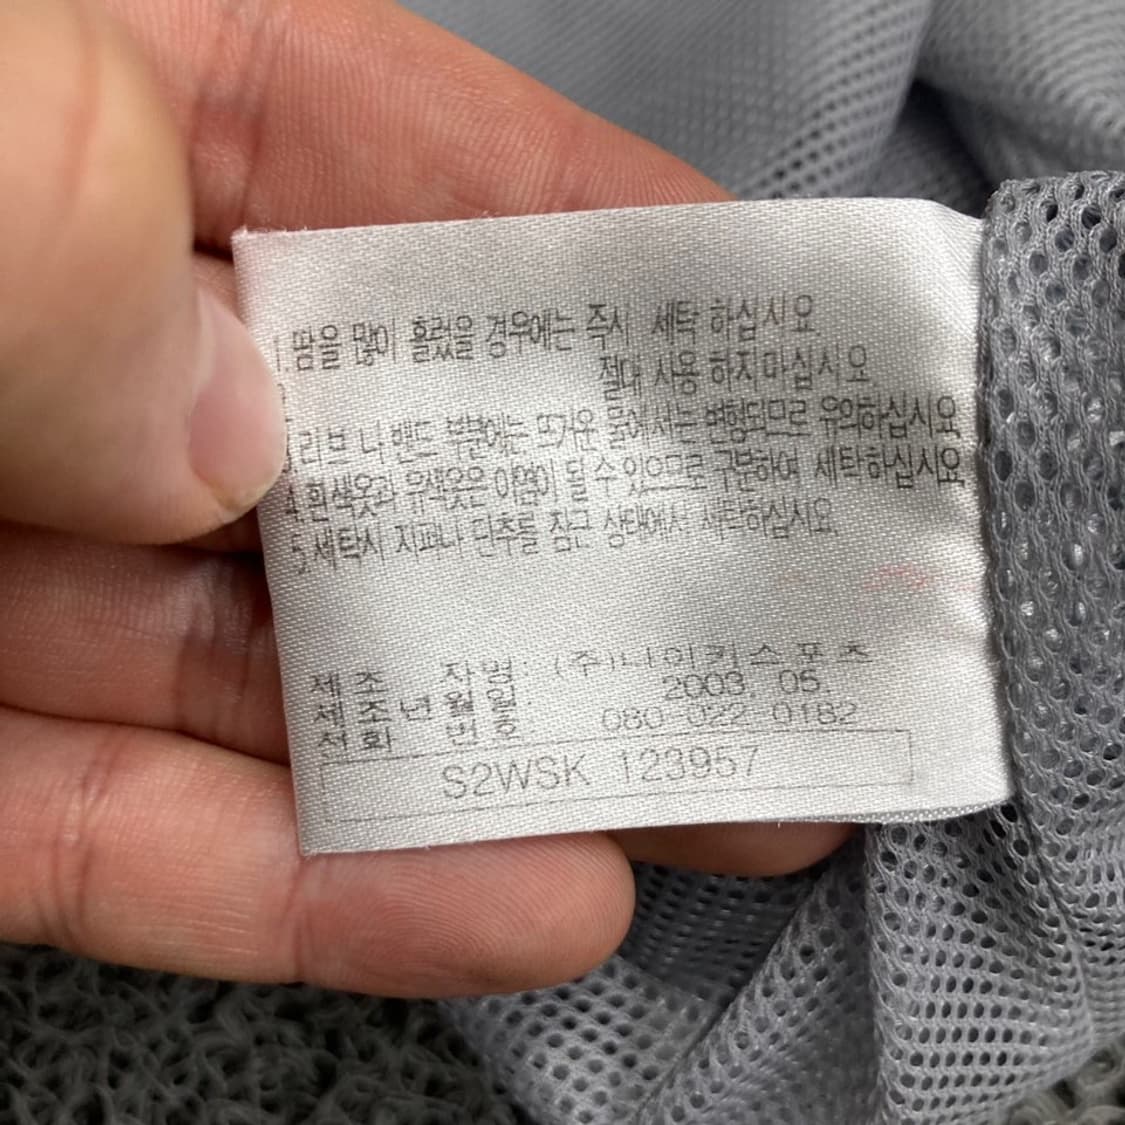 1.땀을 많이 흘렸을 경우에는 즉시 세탁 하십시요
절대 사용 하지마십시요.
리브 나 밴드 부분에는 뜨거운 물에서는 변형되므로 유의하십시요.
4.흰색옷과 유색옷은 이염이 될 수 있으므로 구분하여 세탁하십시요.
5.세탁시 지퍼나 단추를 잠근 상태에서 세탁하십시요.
제 조 자 명: (주)나이키스포츠
제조년월일: 2003. 05.
서 화 번 호: 080-022 0182
S2WSK 123957